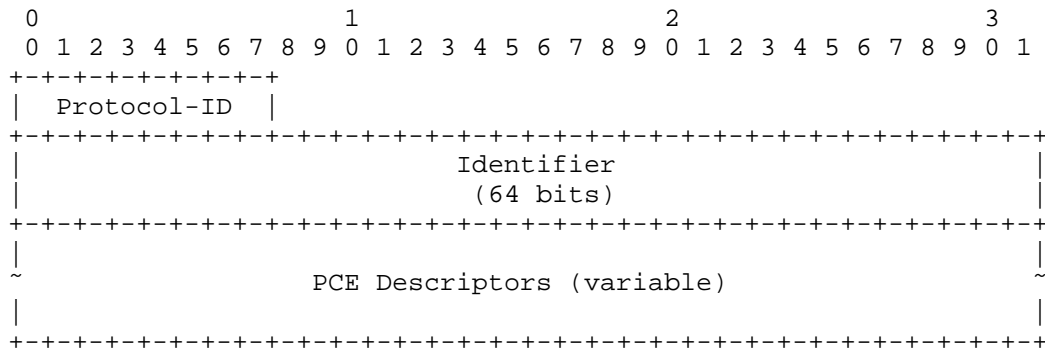 0                   1                   2                   3
 0 1 2 3 4 5 6 7 8 9 0 1 2 3 4 5 6 7 8 9 0 1 2 3 4 5 6 7 8 9 0 1
+-+-+-+-+-+-+-+-+
|  Protocol-ID  |
+-+-+-+-+-+-+-+-+-+-+-+-+-+-+-+-+-+-+-+-+-+-+-+-+-+-+-+-+-+-+-+-+
|                           Identifier                          |
|                            (64 bits)                          |
+-+-+-+-+-+-+-+-+-+-+-+-+-+-+-+-+-+-+-+-+-+-+-+-+-+-+-+-+-+-+-+-+
|                                                               |
~                  PCE Descriptors (variable)                   ~
|                                                               |
+-+-+-+-+-+-+-+-+-+-+-+-+-+-+-+-+-+-+-+-+-+-+-+-+-+-+-+-+-+-+-+-+